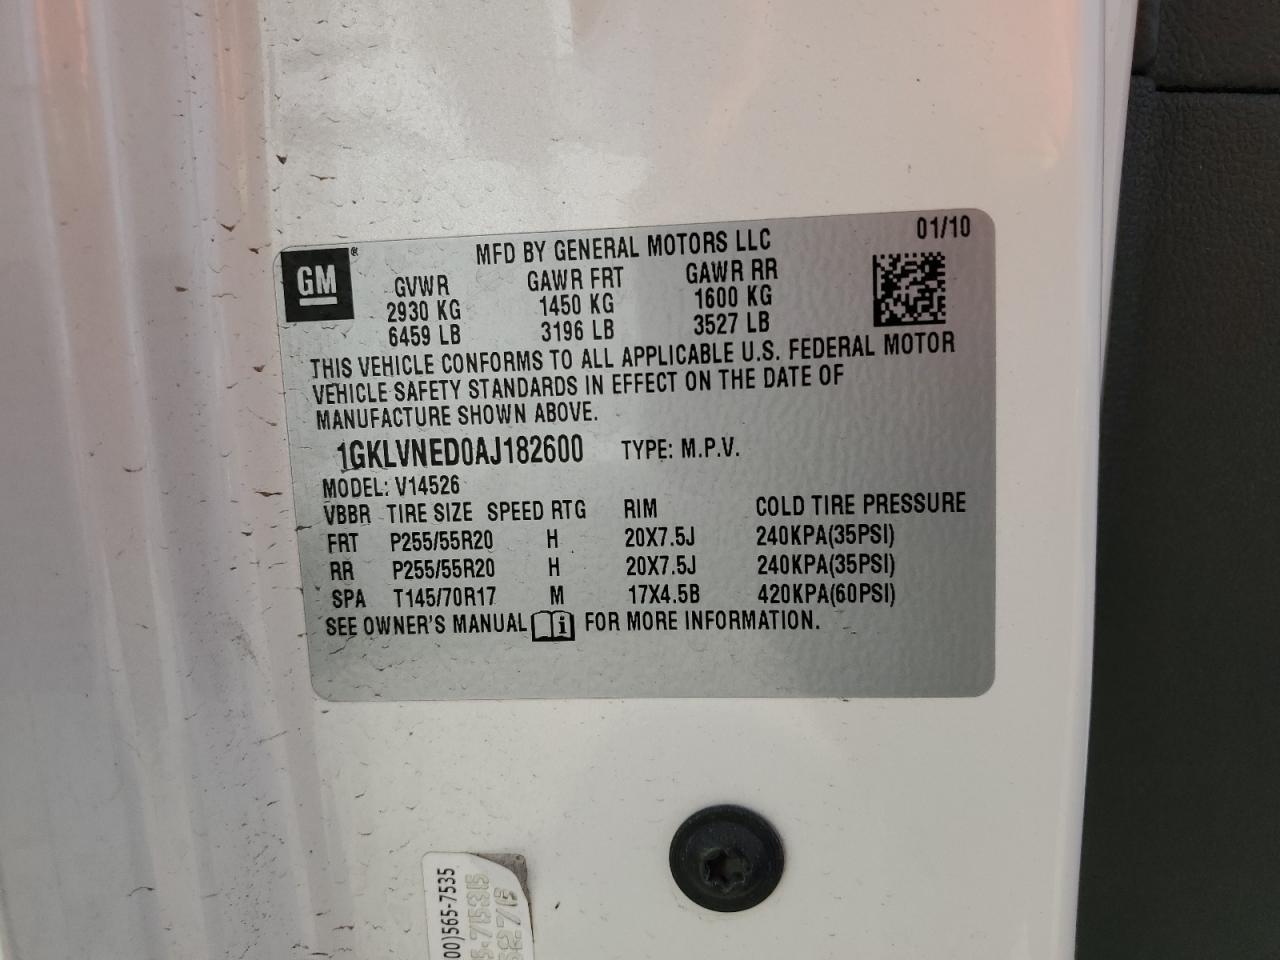 01/10
MFD BY GENERAL MOTORS LLC
GM ®
GVWR GAWR FRT GAWR RR
2930 KG 1450 KG 1600 KG
6459 LB 3196 LB 3527 LB
THIS VEHICLE CONFORMS TO ALL APPLICABLE U.S. FEDERAL MOTOR
VEHICLE SAFETY STANDARDS IN EFFECT ON THE DATE OF
MANUFACTURE SHOWN ABOVE.
1GKLVNED0AJ182600 TYPE: M.P.V.
MODEL: V14526
VBBR TIRE SIZE SPEED RTG RIM COLD TIRE PRESSURE
FRT P255/55R20 H 20X7.5J 240KPA(35PSI)
RR P255/55R20 H 20X7.5J 240KPA(35PSI)
SPA T145/70R17 M 17X4.5B 420KPA(60PSI)
SEE OWNER'S MANUAL i FOR MORE INFORMATION.
00)565-7535